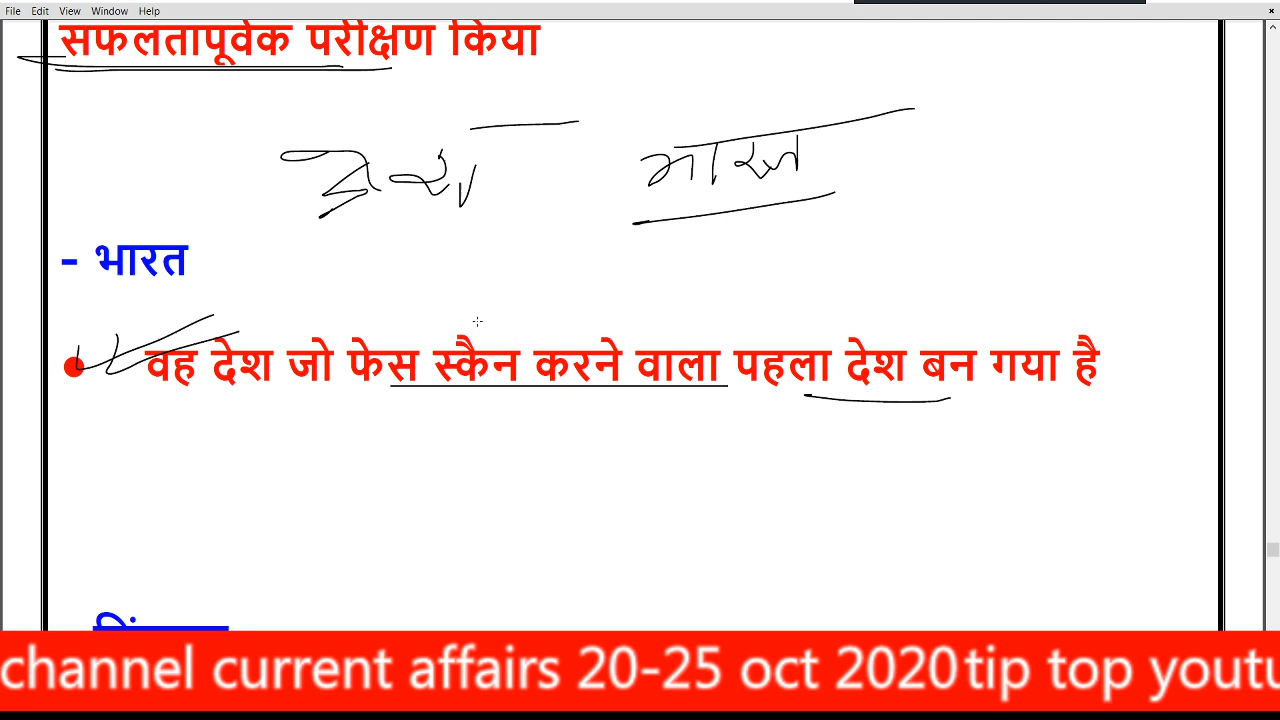 File Edit View Window Help
सफलतापूर्वक परीक्षण किया
भारत
- भारत
वह देश जो फेस स्कैन करने वाला पहला देश बन गया है
channel current affairs 20-25 oct 2020 tip top youtu